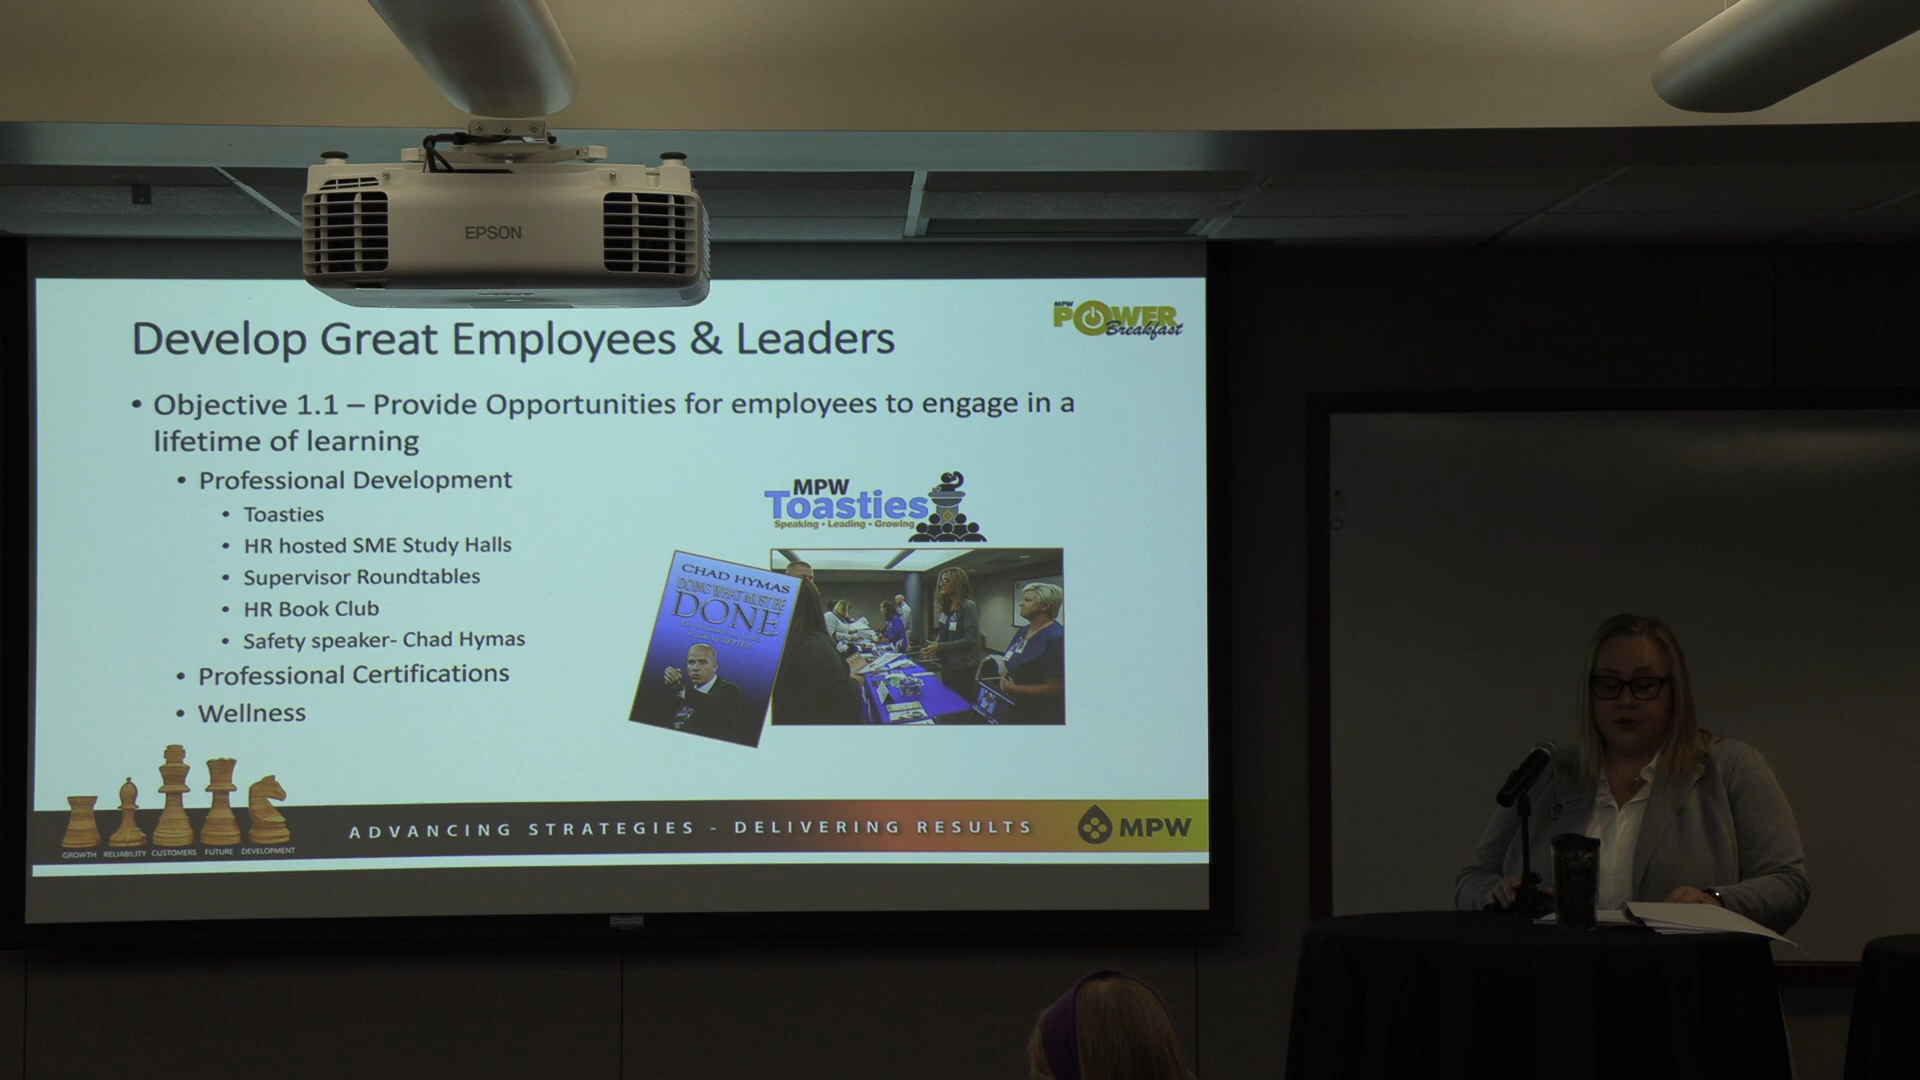 EPSON
MPW
POWER
Breakfast
Develop Great Employees & Leaders
• Objective 1.1 – Provide Opportunities for employees to engage in a
lifetime of learning
• Professional Development
• Toasties
• HR hosted SME Study Halls
• Supervisor Roundtables
• HR Book Club
• Safety speaker- Chad Hymas
• Professional Certifications
• Wellness
MPW
Toasties
Speaking • Leading • Growing
CHAD HYMAS
DOING WHAT MUST BE
DONE
GROWTH RELIABILITY CUSTOMERS FUTURE DEVELOPMENT
ADVANCING STRATEGIES - DELIVERING RESULTS
MPW